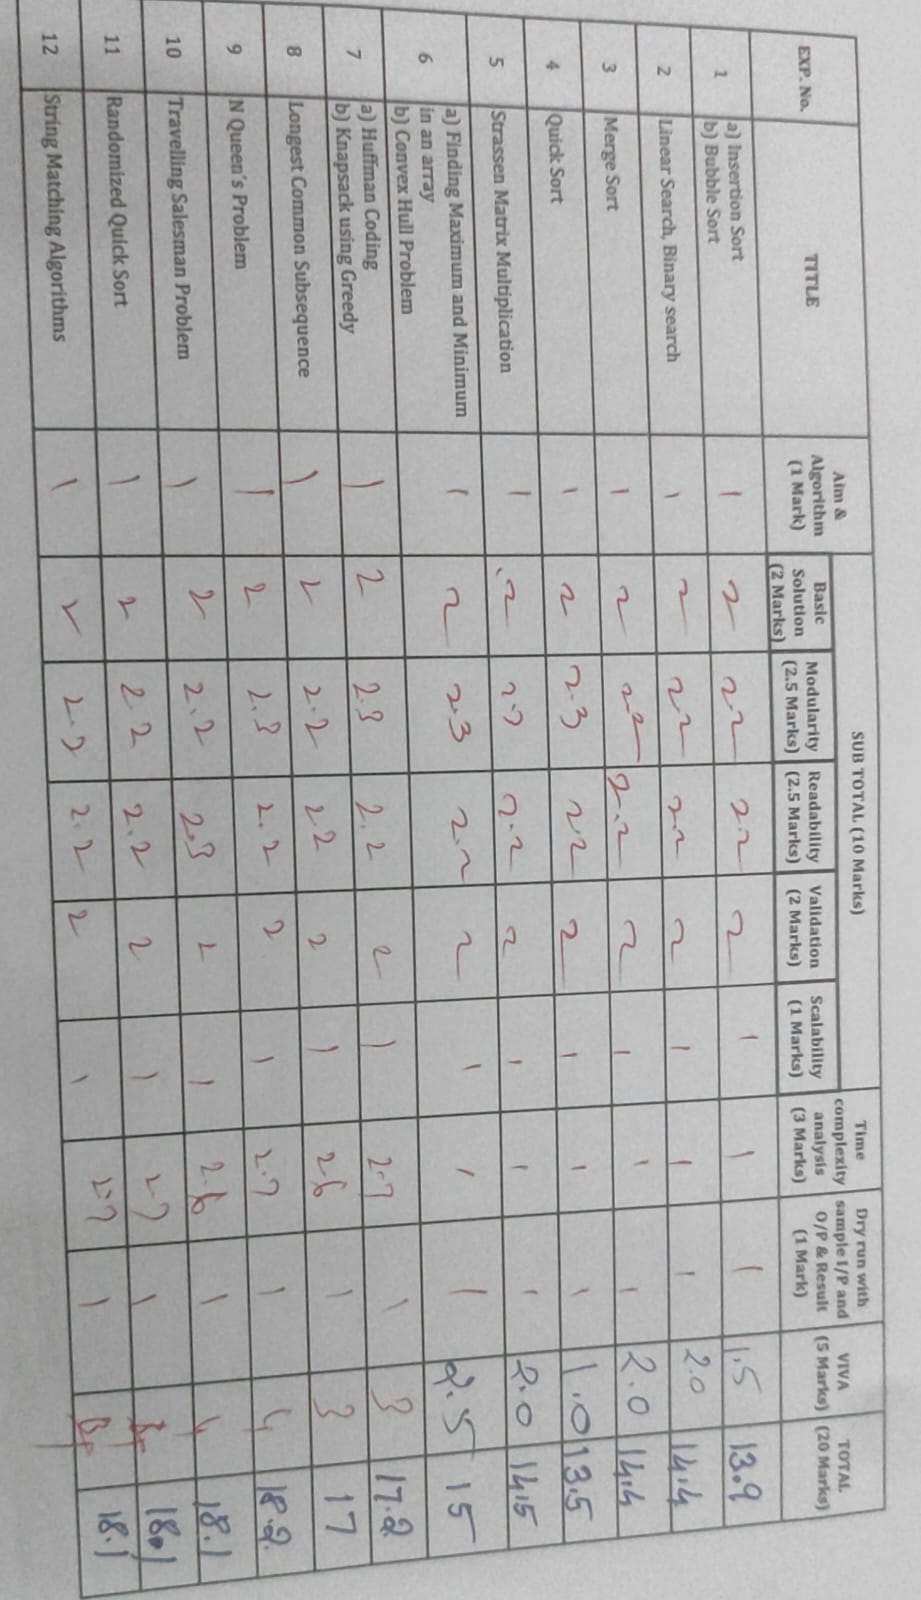 EXP. No. TITLE Aim & Algorithm (1 Mark) SUB TOTAL (10 Marks) Time complexity analysis (3 Marks) Dry run with sample I/P and O/P & Result (1 Mark) VIVA (5 Marks) TOTAL (20 Marks)
Basic Solution (2 Marks) Modularity (2.5 Marks) Readability (2.5 Marks) Validation (2 Marks) Scalability (1 Marks)
1 a) Insertion Sort b) Bubble Sort 1 2 2.2 2.2 2 1 1 1 1.5 13.9
2 Linear Search, Binary search 1 2 2.2 2.2 2 1 1 1 2.0 14.4
3 Merge Sort 1 2 2.2 2.2 2 1 1 1 2.0 14.4
4 Quick Sort 1 2 2.3 2.2 2 1 1 1 1.0 13.5
5 Strassen Matrix Multiplication 1 2 2.2 2 1 1 1 2.0 14.5
6 a) Finding Maximum and Minimum in an array b) Convex Hull Problem 1 2 2.3 2.2 2 1 1 1 2.5 15
7 a) Huffman Coding b) Knapsack using Greedy 1 2 2.3 2.2 2 1 2.7 1 3 17.2
8 Longest Common Subsequence 1 2 2.2 2.2 2 1 2.6 1 3 17
9 N Queen's Problem 1 2 2.3 2.2 2 1 2.7 1 4 18.2
10 Travelling Salesman Problem 1 2 2.2 2.3 2 1 2.6 1 4 18.1
11 Randomized Quick Sort 1 2 2.2 2.2 2 1 2.7 1 18.1
12 String Matching Algorithms 1 2 2.2 2 1 2.7 1 18.1